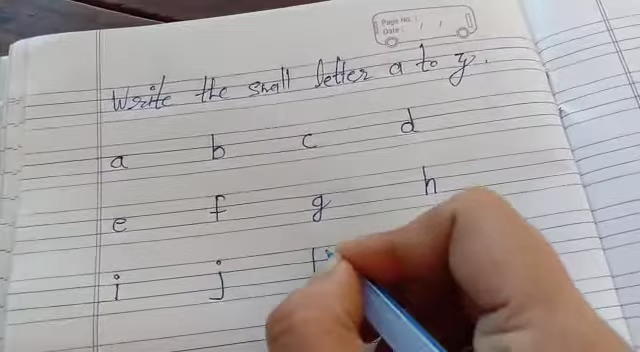 Page No.:
Date: / /
Write the small letter a to z.
a b c d
e f g h
i j